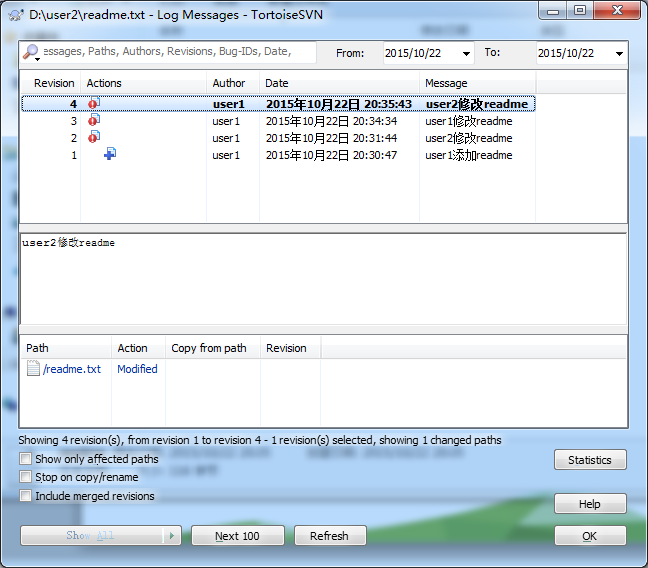 D:\user2\readme.txt - Log Messages - TortoiseSVN
essages, Paths, Authors, Revisions, Bug-IDs, Date, From: 2015/10/22 To: 2015/10/22
Revision Actions Author Date Message
4 user1 2015年10月22日 20:35:43 user2修改readme
3 user1 2015年10月22日 20:34:34 user1修改readme
2 user1 2015年10月22日 20:31:44 user2修改readme
1 user1 2015年10月22日 20:30:47 user1添加readme
user2修改readme
Path Action Copy from path Revision
/readme.txt Modified
Showing 4 revision(s), from revision 1 to revision 4 - 1 revision(s) selected, showing 1 changed paths
Show only affected paths
Statistics
Stop on copy/rename
Include merged revisions
Help
Show All Next 100 Refresh OK